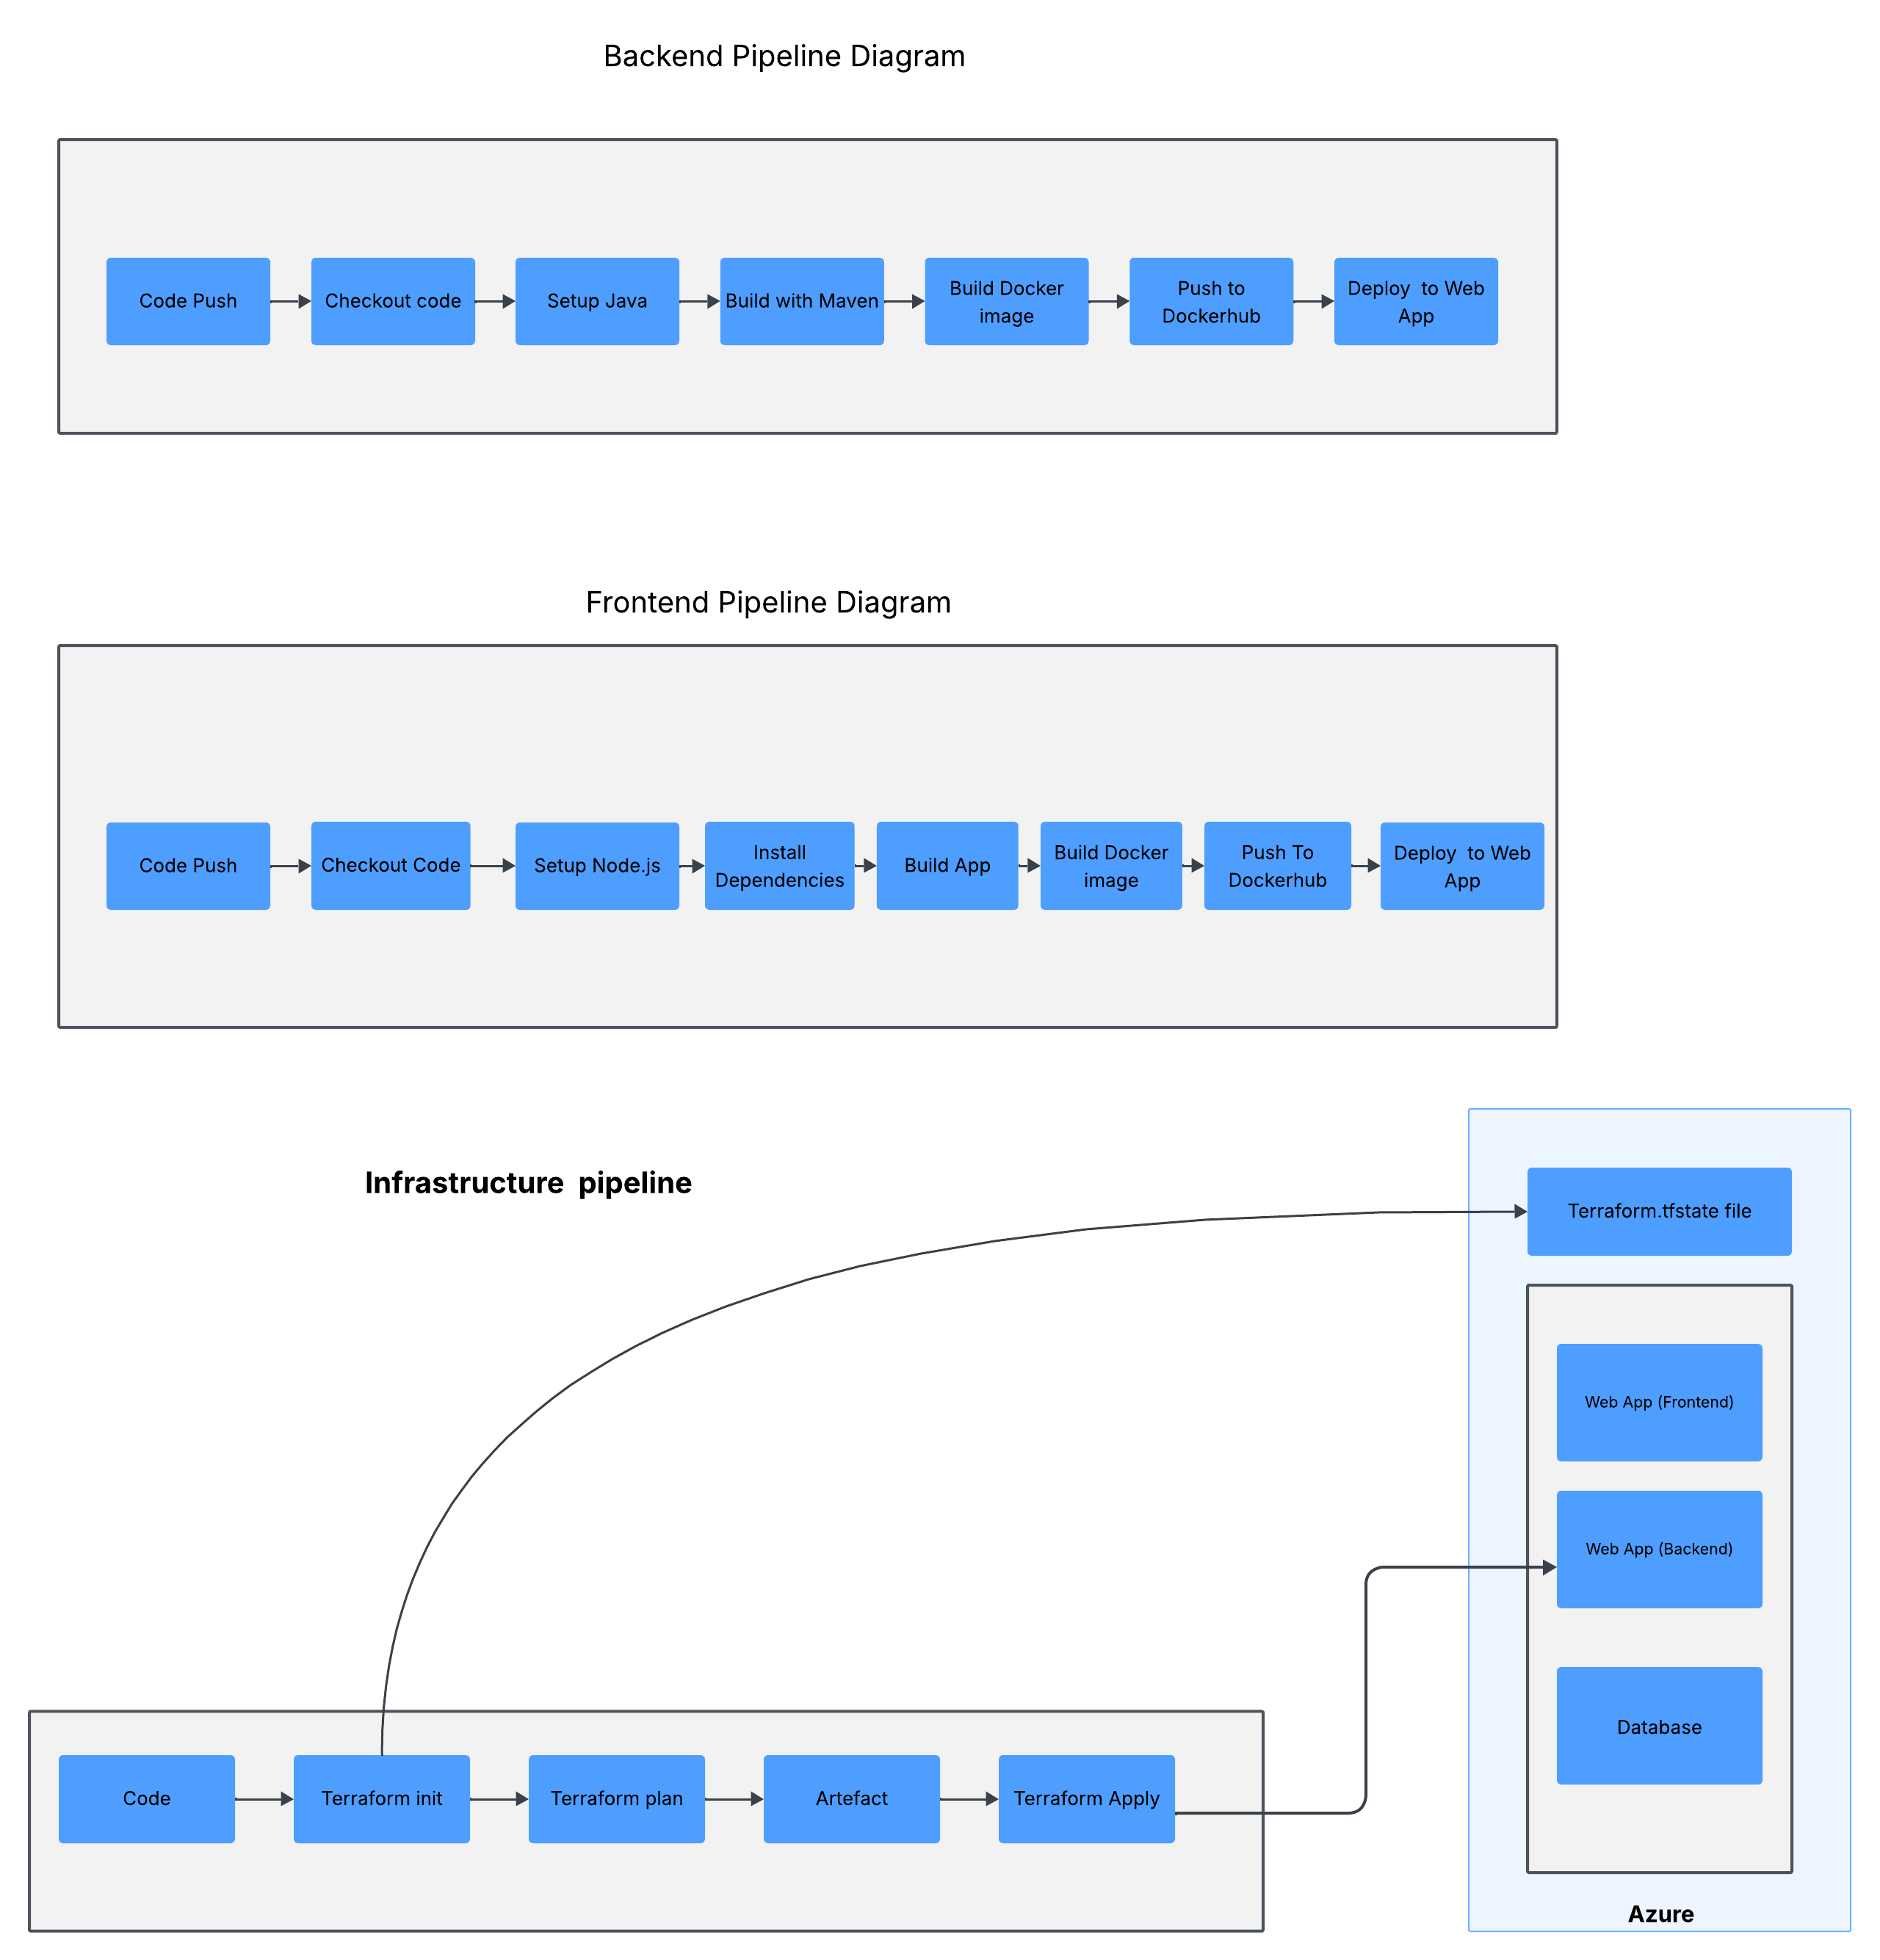 Backend Pipeline Diagram
Code Push
Checkout code
Setup Java
Build with Maven
Build Docker
image
Push to
Dockerhub
Deploy  to Web
App
Frontend Pipeline Diagram
Code Push
Checkout Code
Setup Node.js
Install
Dependencies
Build App
Build Docker
image
Push To
Dockerhub
Deploy  to Web
App
Infrastructure  pipeline
Terraform.tfstate file
Web App (Frontend)
Web App (Backend)
Database
Azure
Code
Terraform init
Terraform plan
Artefact
Terraform Apply